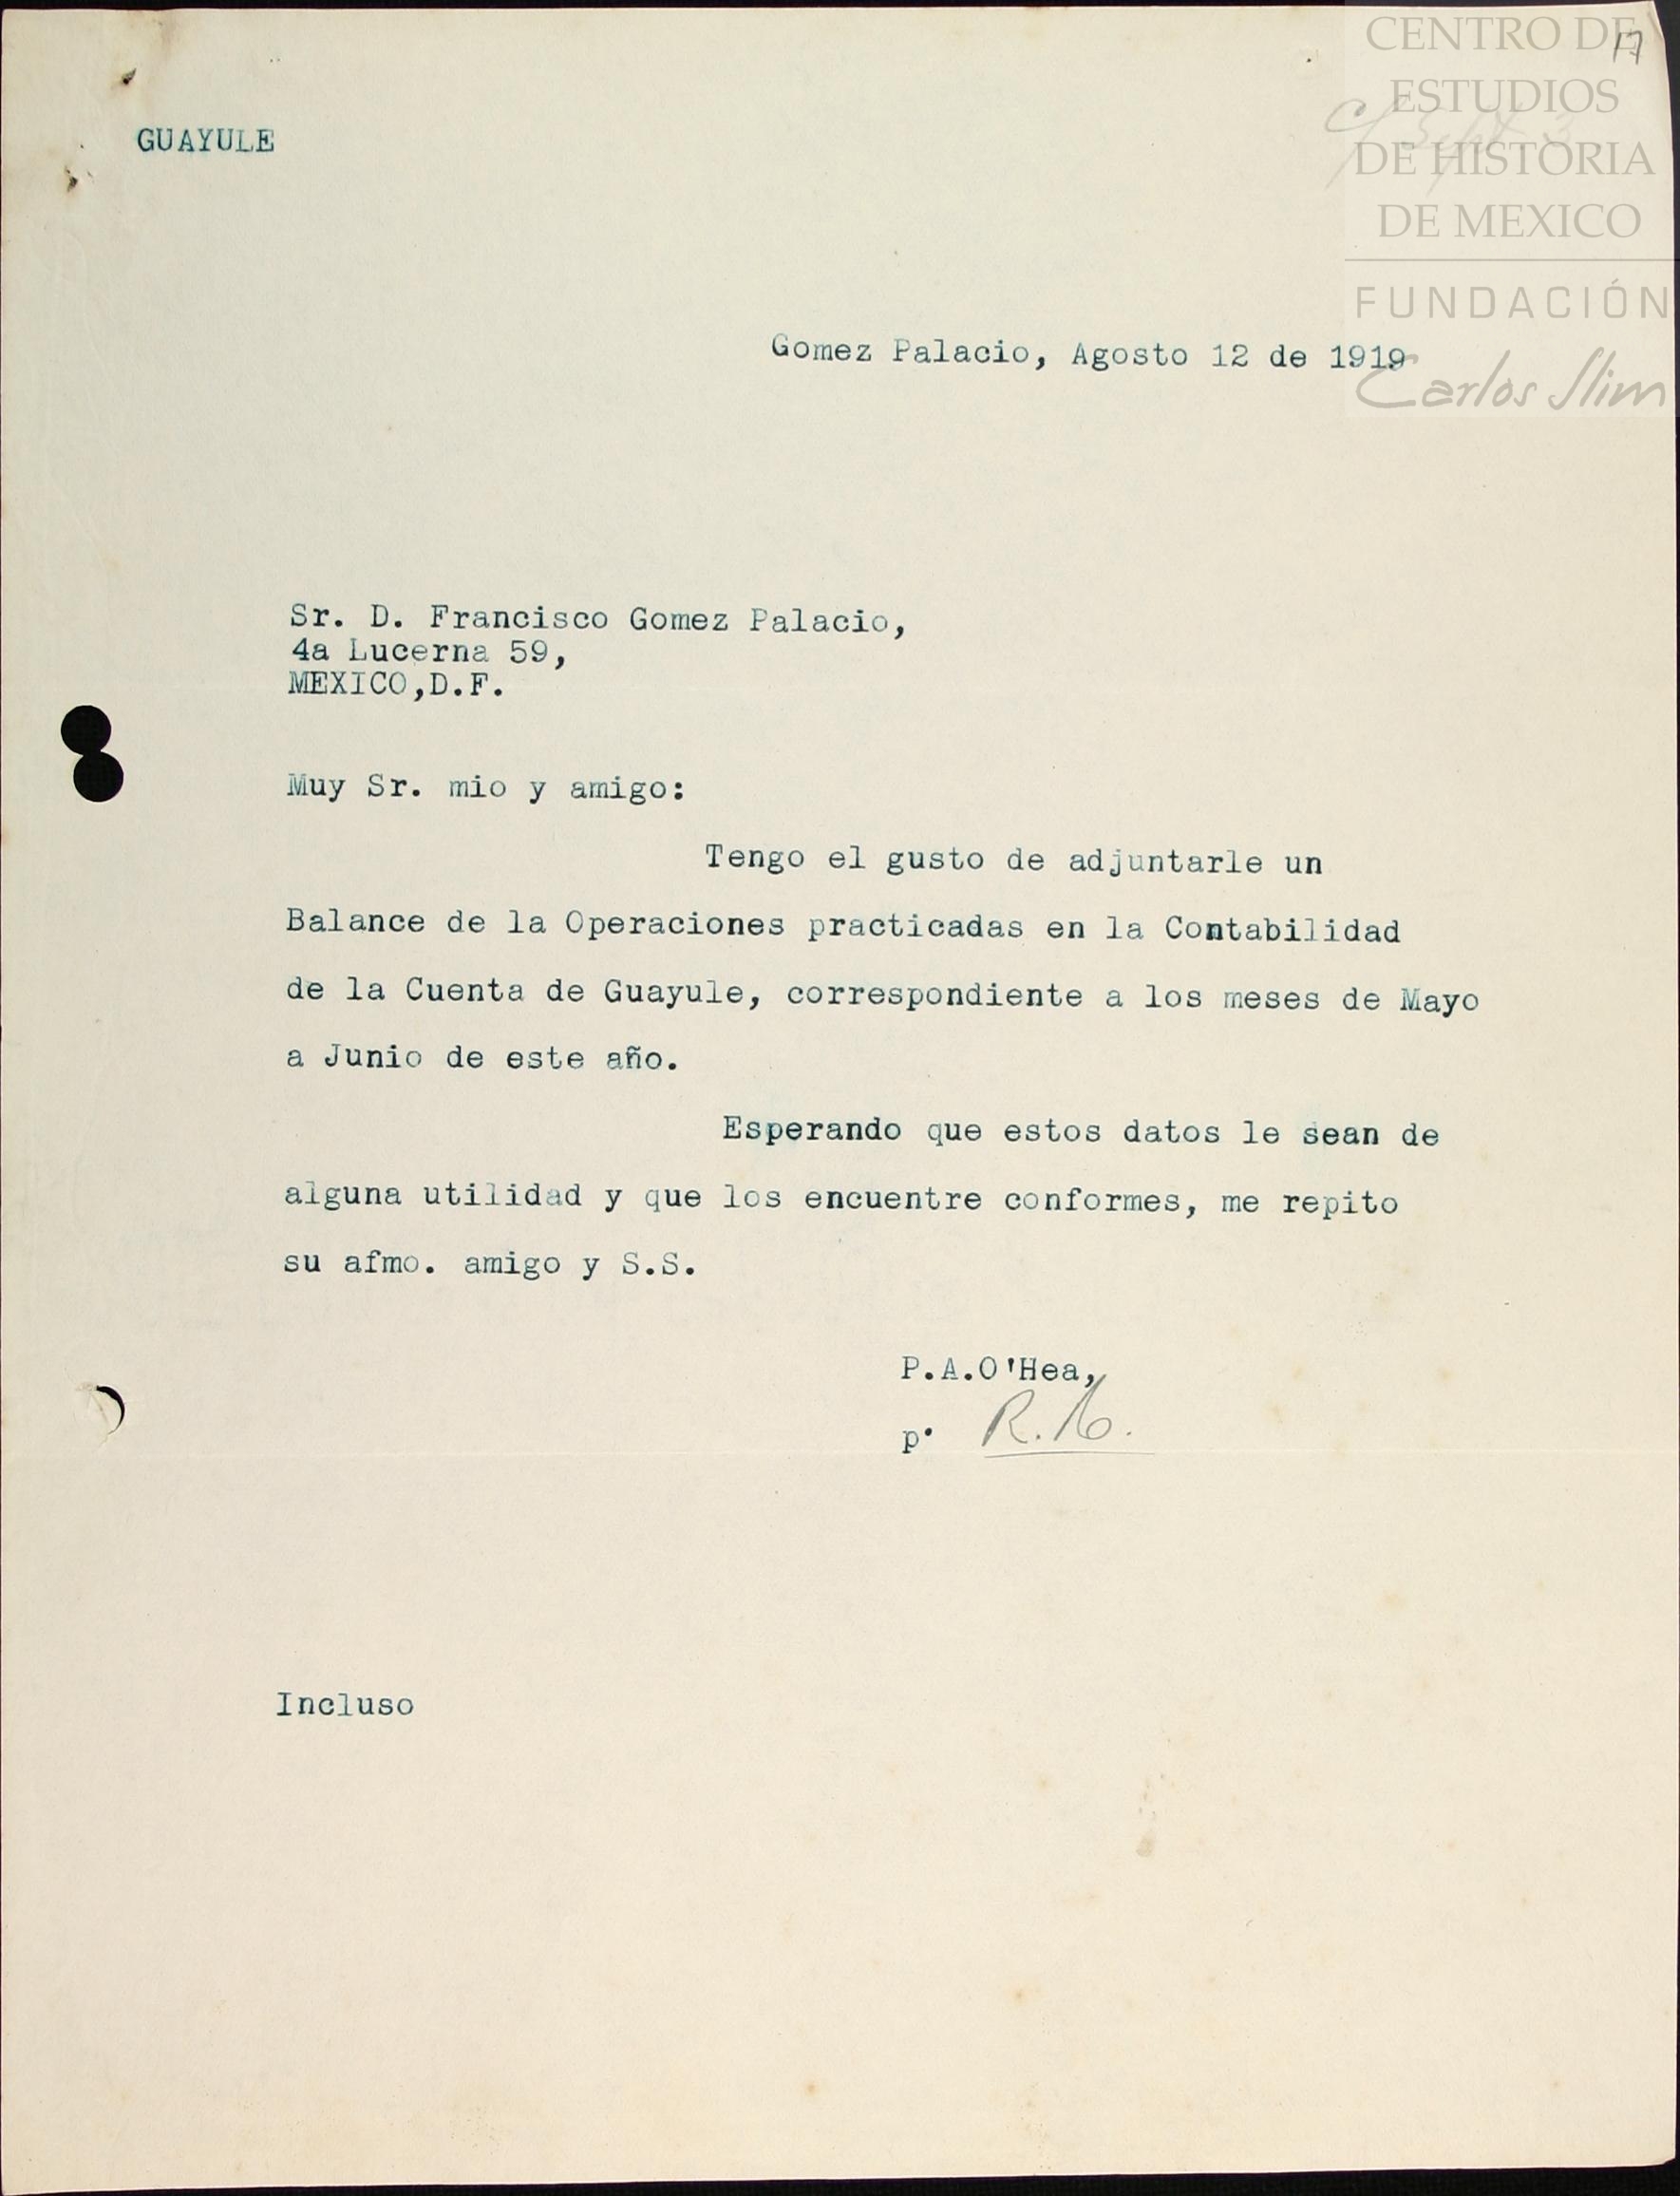 CENTRO DE
17
ESTUDIOS
DE HISTORIA
DE MEXICO
FUNDACIÓN
Carlos Slim
GUAYULE
Gomez Palacio, Agosto 12 de 1919
Sr. D. Francisco Gomez Palacio,
4a Lucerna 59,
MEXICO,D.F.
Muy Sr. mio y amigo:
Tengo el gusto de adjuntarle un
Balance de la Operaciones practicadas en la Contabilidad
de la Cuenta de Guayule, correspondiente a los meses de Mayo
a Junio de este año.
Esperando que estos datos le sean de
alguna utilidad y que los encuentre conformes, me repito
su afmo. amigo y S.S.
P.A.O'Hea,
p.
Incluso